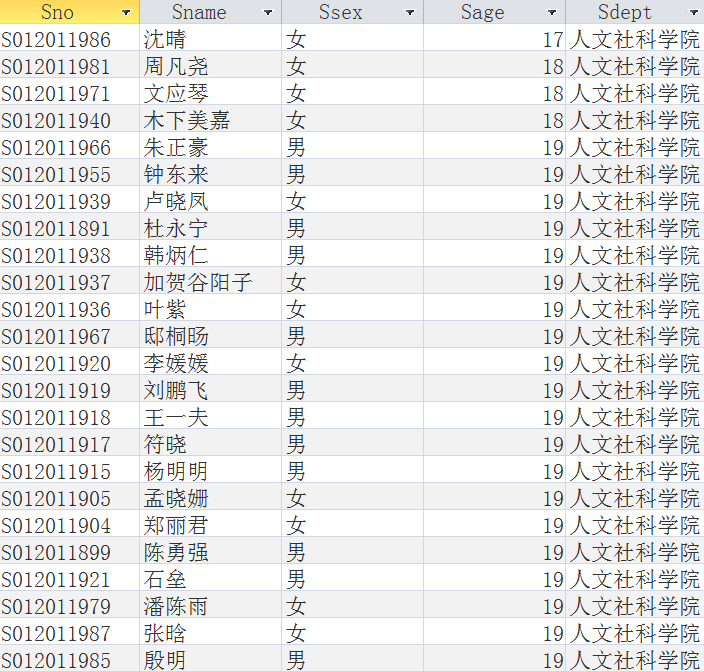 Sno Sname Ssex Sage Sdept
S012011986 沈晴 女 17 人文社科学院
S012011981 周凡尧 女 18 人文社科学院
S012011971 文应琴 女 18 人文社科学院
S012011940 木下美嘉 女 18 人文社科学院
S012011966 朱正豪 男 19 人文社科学院
S012011955 钟东来 男 19 人文社科学院
S012011939 卢晓凤 女 19 人文社科学院
S012011891 杜永宁 男 19 人文社科学院
S012011938 韩炳仁 男 19 人文社科学院
S012011937 加贺谷阳子 女 19 人文社科学院
S012011936 叶紫 女 19 人文社科学院
S012011967 邸桐旸 男 19 人文社科学院
S012011920 李媛媛 女 19 人文社科学院
S012011919 刘鹏飞 男 19 人文社科学院
S012011918 王一夫 男 19 人文社科学院
S012011917 符晓 男 19 人文社科学院
S012011915 杨明明 男 19 人文社科学院
S012011905 孟晓姗 女 19 人文社科学院
S012011904 郑丽君 女 19 人文社科学院
S012011899 陈勇强 男 19 人文社科学院
S012011921 石垒 男 19 人文社科学院
S012011979 潘陈雨 女 19 人文社科学院
S012011987 张晗 女 19 人文社科学院
S012011985 殷明 男 19 人文社科学院